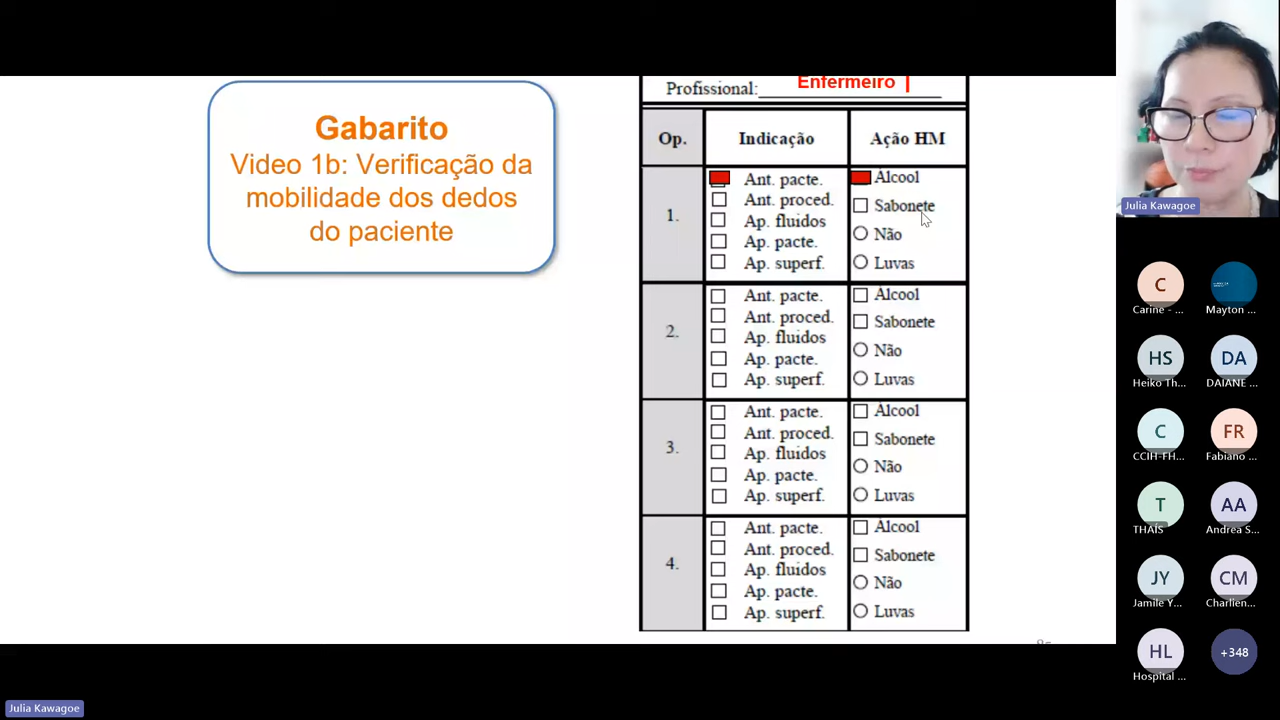 Gabarito
Video 1b: Verificação da
mobilidade dos dedos
do paciente
Enfermeiro
Profissional:
Op. Indicação Ação HM
1.
Ant. pacte.
Ant. proced.
Ap. fluidos
Ap. pacte.
Ap. superf.
Álcool
Sabonete
Não
Luvas
2.
Ant. pacte.
Ant. proced.
Ap. fluidos
Ap. pacte.
Ap. superf.
Álcool
Sabonete
Não
Luvas
3.
Ant. pacte.
Ant. proced.
Ap. fluidos
Ap. pacte.
Ap. superf.
Álcool
Sabonete
Não
Luvas
4.
Ant. pacte.
Ant. proced.
Ap. fluidos
Ap. pacte.
Ap. superf.
Álcool
Sabonete
Não
Luvas
Julia Kawagoe
C
Carine - ...
Mayton ...
HS
Heiko Th...
DA
DAIANE ...
C
CCIH-FH...
FR
Fabiano ...
T
THAÍS
AA
Andrea S...
JY
Jamile Y...
CM
Charlien...
HL
Hospital ...
+348
Julia Kawagoe